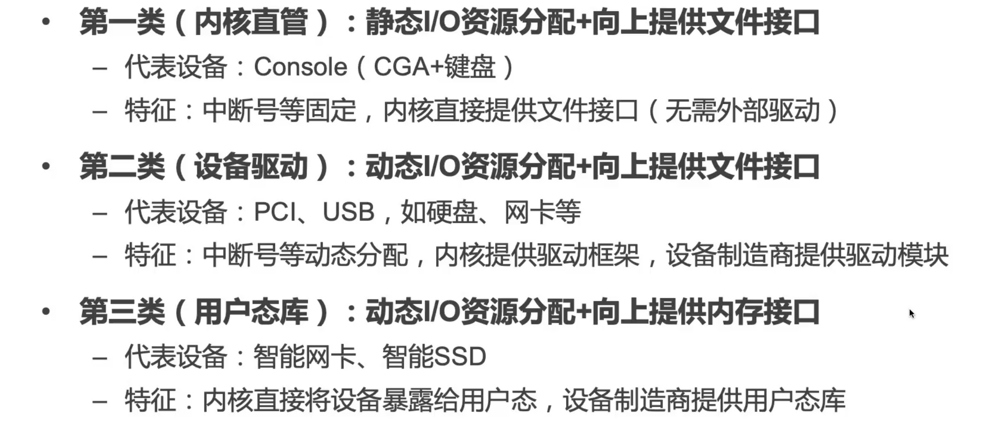 • 第一类（内核直管）：静态I/O资源分配+向上提供文件接口
– 代表设备：Console（CGA+键盘）
– 特征：中断号等固定，内核直接提供文件接口（无需外部驱动）
• 第二类（设备驱动）：动态I/O资源分配+向上提供文件接口
– 代表设备：PCI、USB，如硬盘、网卡等
– 特征：中断号等动态分配，内核提供驱动框架，设备制造商提供驱动模块
• 第三类（用户态库）：动态I/O资源分配+向上提供内存接口
– 代表设备：智能网卡、智能SSD
– 特征：内核直接将设备暴露给用户态，设备制造商提供用户态库